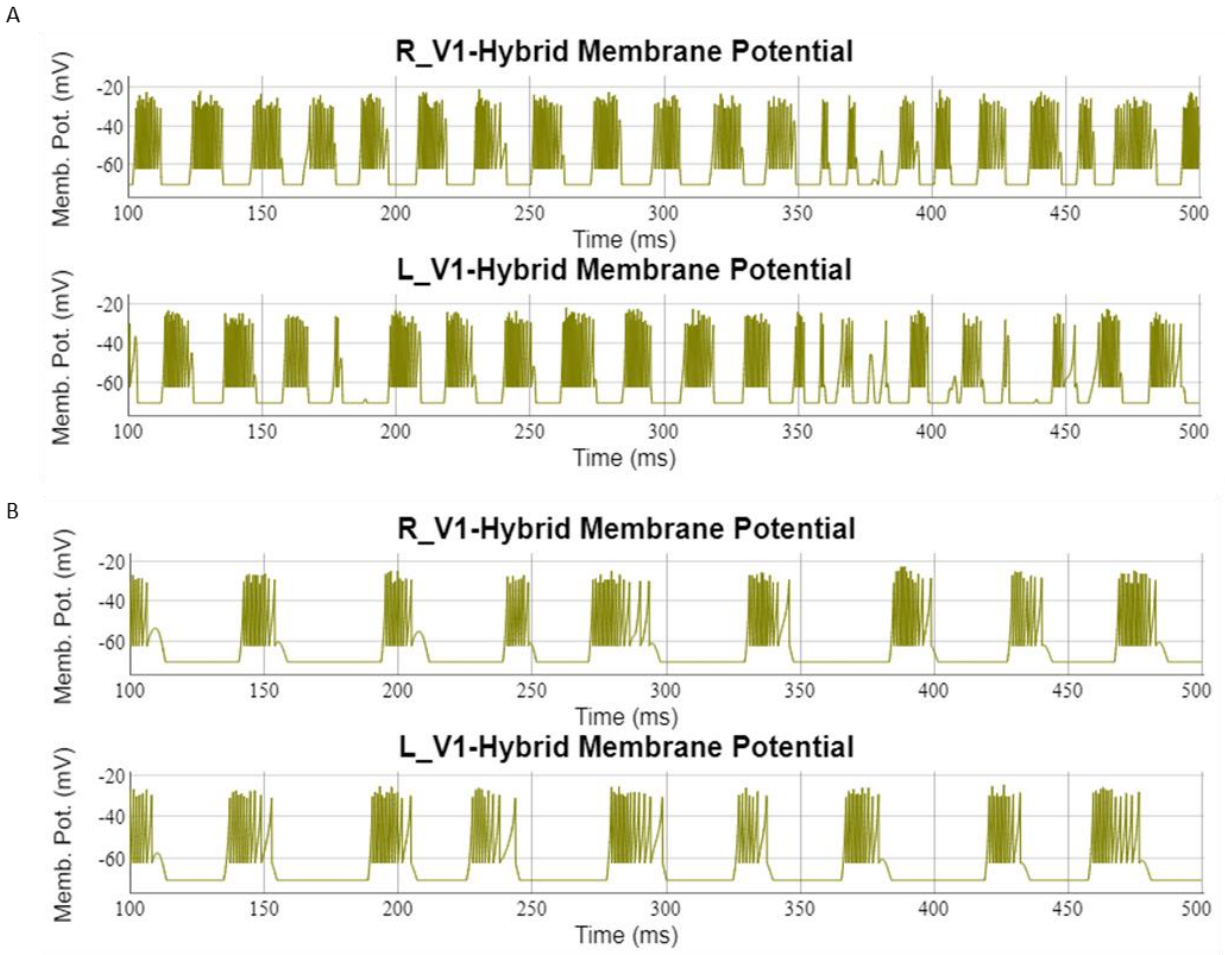 A
R_V1-Hybrid Membrane Potential
Memb. Pot. (mV)
-20
-40
-60
100 150 200 250 300 350 400 450 500
Time (ms)
L_V1-Hybrid Membrane Potential
Memb. Pot. (mV)
-20
-40
-60
100 150 200 250 300 350 400 450 500
Time (ms)
B
R_V1-Hybrid Membrane Potential
Memb. Pot. (mV)
-20
-40
-60
100 150 200 250 300 350 400 450 500
Time (ms)
L_V1-Hybrid Membrane Potential
Memb. Pot. (mV)
-20
-40
-60
100 150 200 250 300 350 400 450 500
Time (ms)